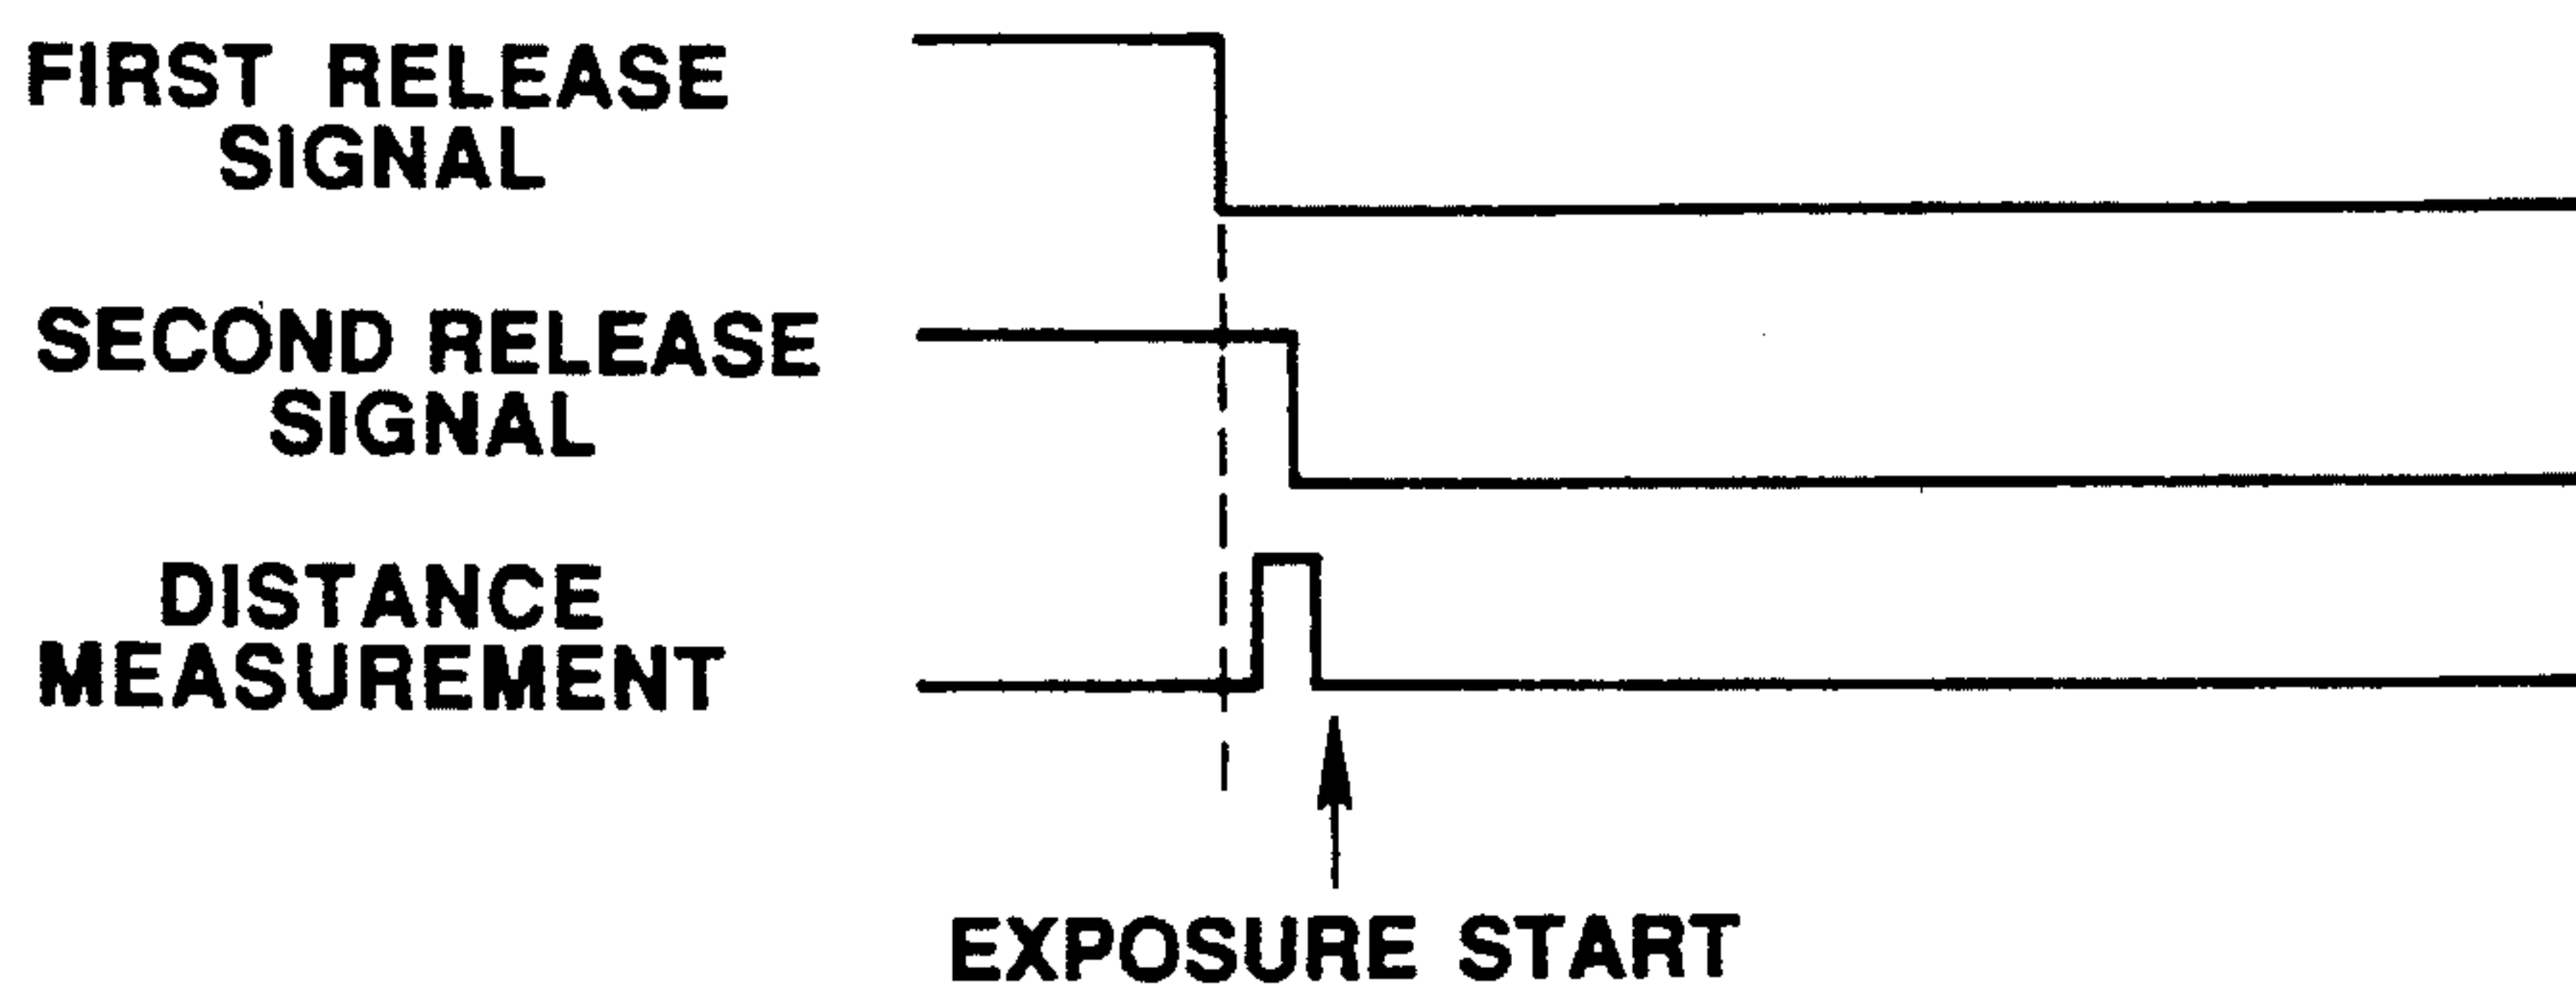 FIRST RELEASE
SIGNAL
SECOND RELEASE
SIGNAL
DISTANCE
MEASUREMENT
EXPOSURE START